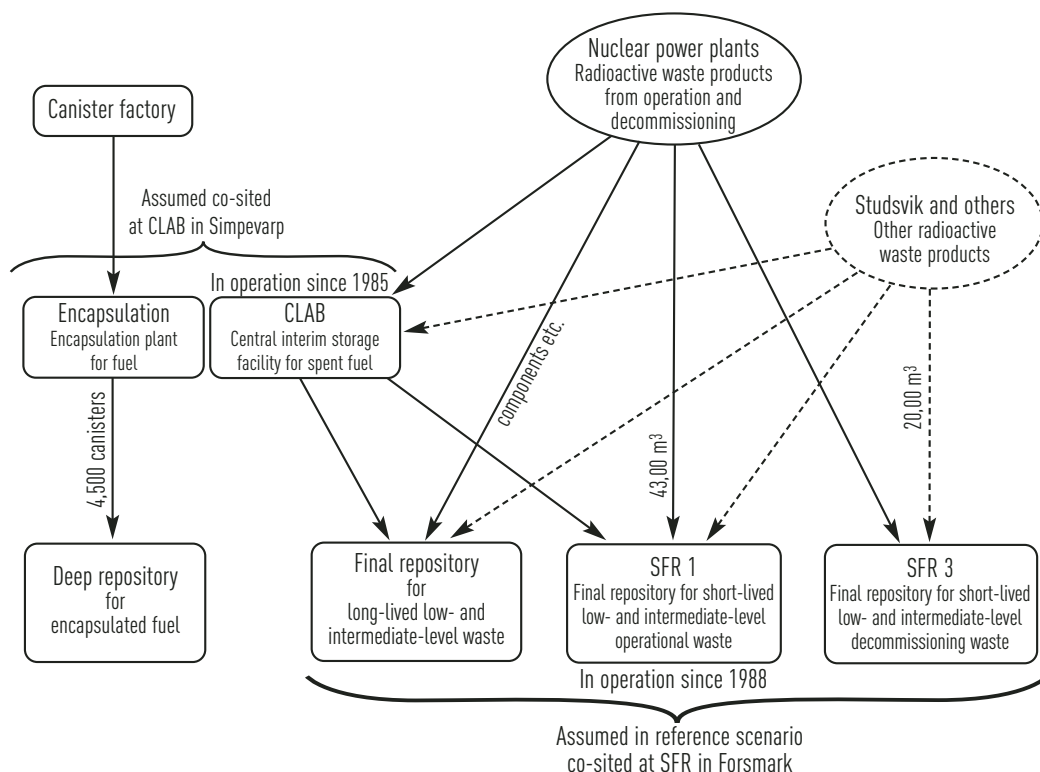 Nuclear power plants
Radioactive waste products
from operation and
decommissioning
Canister factory
Assumed co-sited
at CLAB in Simpevarp
Studsvik and others
Other radioactive
waste products
In operation since 1985
Encapsulation
Encapsulation plant
for fuel
CLAB
Central interim storage
facility for spent fuel
components etc.
43,00 m³
20,00 m³
4,500 canisters
Deep repository
for
encapsulated fuel
Final repository
for
long-lived low- and
intermediate-level waste
SFR 1
Final repository for short-lived
low- and intermediate-level
operational waste
SFR 3
Final repository for short-lived
low- and intermediate-level
decommissioning waste
In operation since 1988
Assumed in reference scenario
co-sited at SFR in Forsmark